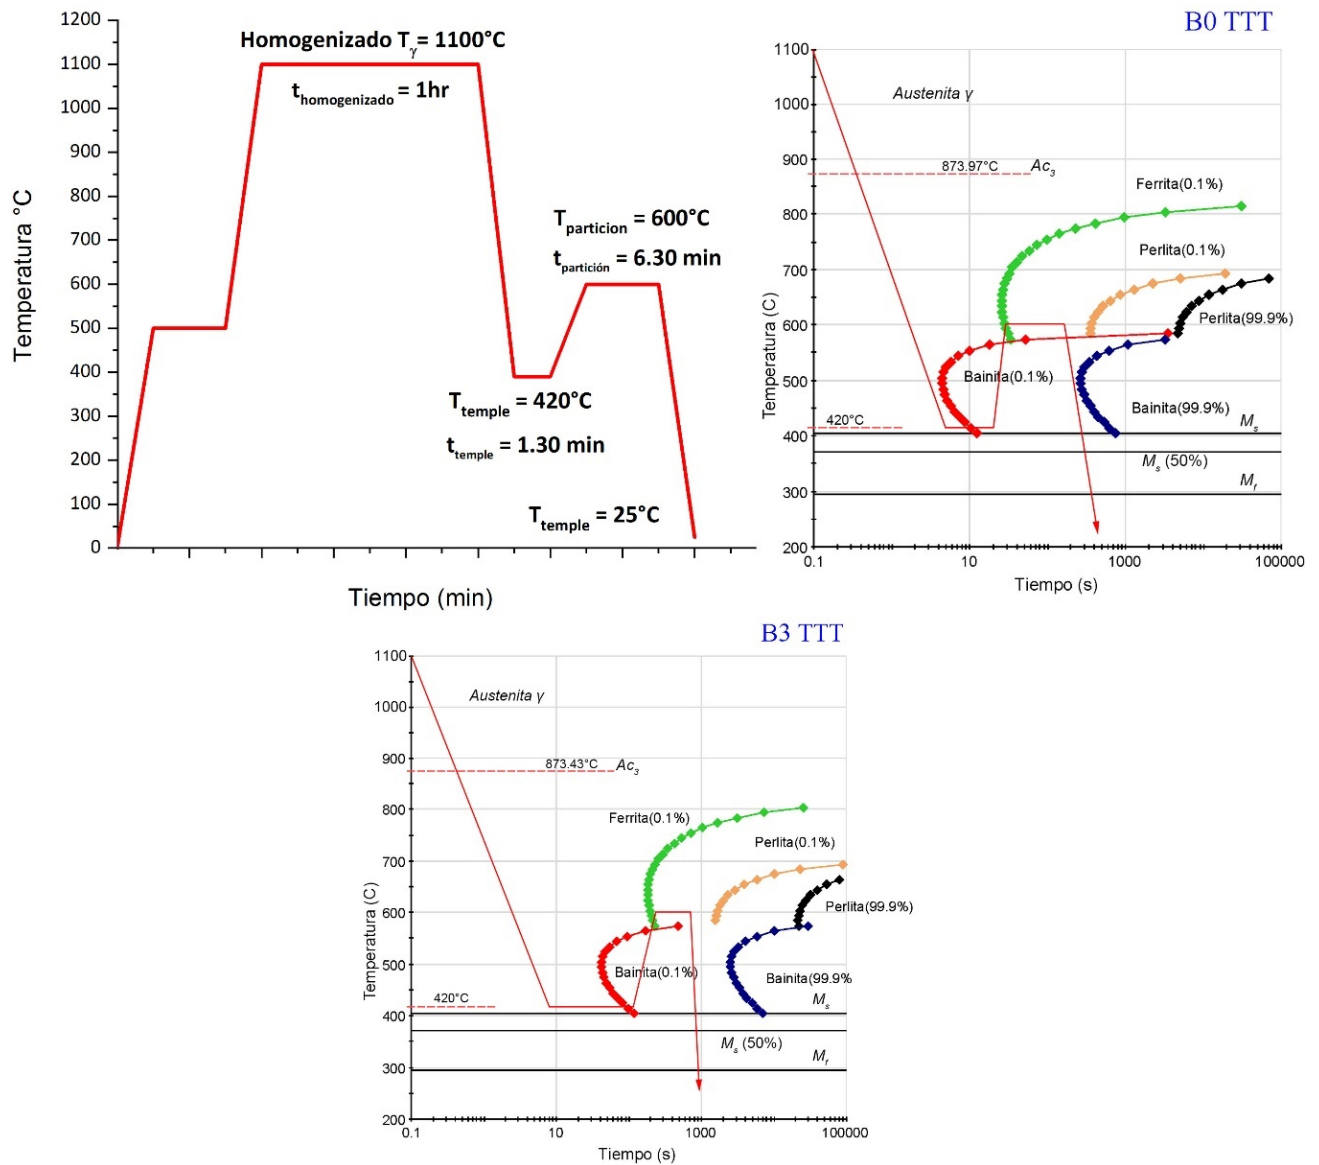 1200
1100
1000
900
800
700
600
500
400
300
200
100
0
Temperatura °C
Homogenizado Tγ = 1100°C
thomogenizado = 1hr
Tparticion = 600°C
tpartición = 6.30 min
Ttemple = 420°C
ttemple = 1.30 min
Ttemple = 25°C
Tiempo (min)
B0 TTT
1100
1000
900
800
700
600
500
400
300
200
Temperatura (C)
Austenita γ
873.97°C Ac3
Ferrita(0.1%)
Perlita(0.1%)
Perlita(99.9%)
Bainita(0.1%)
Bainita(99.9%)
420°C
Ms
Ms (50%)
Mf
0.1 10 1000 100000
Tiempo (s)
B3 TTT
1100
1000
900
800
700
600
500
400
300
200
Temperatura (C)
Austenita γ
873.43°C Ac3
Ferrita(0.1%)
Perlita(0.1%)
Perlita(99.9%)
Bainita(0.1%)
Bainita(99.9%
420°C
Ms
Ms (50%)
Mf
0.1 10 1000 100000
Tiempo (s)